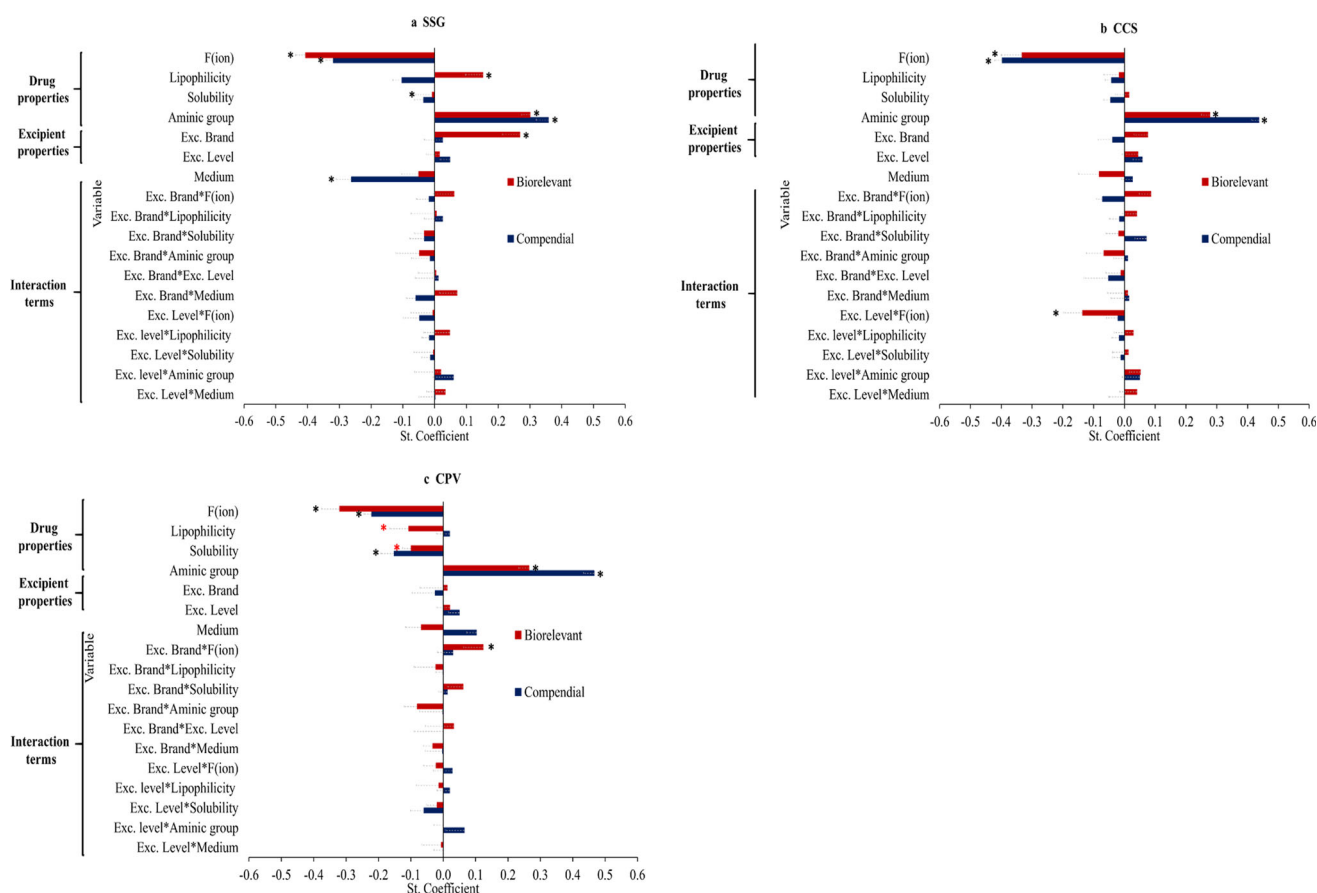 a SSG
Drug
properties
Excipient
properties
Interaction
terms
Variable
F(ion)
Lipophilicity
Solubility
Aminic group
Exc. Brand
Exc. Level
Medium
Exc. Brand*F(ion)
Exc. Brand*Lipophilicity
Exc. Brand*Solubility
Exc. Brand*Aminic group
Exc. Brand*Exc. Level
Exc. Brand*Medium
Exc. Level*F(ion)
Exc. level*Lipophilicity
Exc. Level*Solubility
Exc. level*Aminic group
Exc. Level*Medium
* * * * * * * *
Biorelevant
Compendial
-0.6 -0.5 -0.4 -0.3 -0.2 -0.1 0.0 0.1 0.2 0.3 0.4 0.5 0.6
St. Coefficient
b CCS
Drug
properties
Excipient
properties
Interaction
terms
Variable
F(ion)
Lipophilicity
Solubility
Aminic group
Exc. Brand
Exc. Level
Medium
Exc. Brand*F(ion)
Exc. Brand*Lipophilicity
Exc. Brand*Solubility
Exc. Brand*Aminic group
Exc. Brand*Exc. Level
Exc. Brand*Medium
Exc. Level*F(ion)
Exc. level*Lipophilicity
Exc. Level*Solubility
Exc. level*Aminic group
Exc. Level*Medium
* * * * *
Biorelevant
Compendial
-0.6 -0.5 -0.4 -0.3 -0.2 -0.1 0.0 0.1 0.2 0.3 0.4 0.5 0.6
St. Coefficient
c CPV
Drug
properties
Excipient
properties
Interaction
terms
Variable
F(ion)
Lipophilicity
Solubility
Aminic group
Exc. Brand
Exc. Level
Medium
Exc. Brand*F(ion)
Exc. Brand*Lipophilicity
Exc. Brand*Solubility
Exc. Brand*Aminic group
Exc. Brand*Exc. Level
Exc. Brand*Medium
Exc. Level*F(ion)
Exc. level*Lipophilicity
Exc. Level*Solubility
Exc. level*Aminic group
Exc. Level*Medium
* * * * * * * *
Biorelevant
Compendial
-0.6 -0.5 -0.4 -0.3 -0.2 -0.1 0.0 0.1 0.2 0.3 0.4 0.5 0.6
St. Coefficient